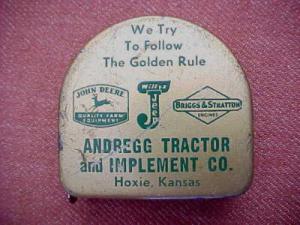 We Try
To Follow
The Golden Rule
JOHN DEERE
QUALITY FARM
EQUIPMENT
Willys
Jeep
BRIGGS & STRATTON
ENGINES
ANDREGG TRACTOR
and IMPLEMENT CO.
Hoxie, Kansas